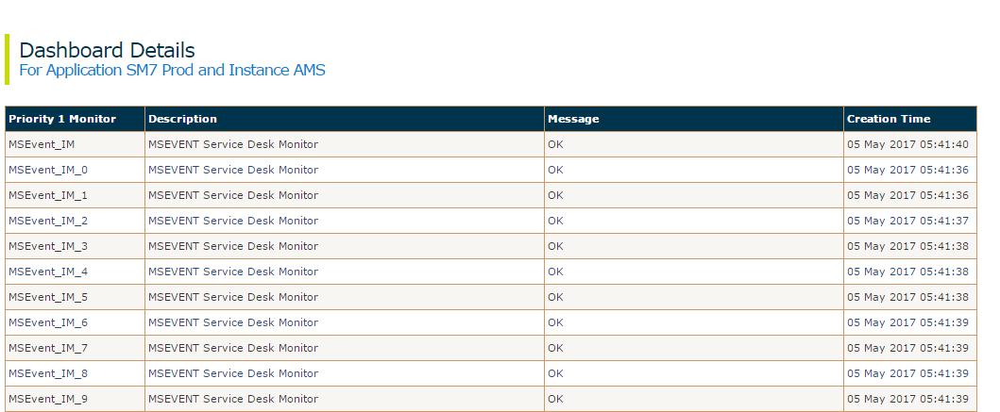 Dashboard Details
For Application SM7 Prod and Instance AMS
Priority 1 Monitor Description Message Creation Time
MSEvent_IM MSEVENT Service Desk Monitor OK 05 May 2017 05:41:40
MSEvent_IM_0 MSEVENT Service Desk Monitor OK 05 May 2017 05:41:36
MSEvent_IM_1 MSEVENT Service Desk Monitor OK 05 May 2017 05:41:36
MSEvent_IM_2 MSEVENT Service Desk Monitor OK 05 May 2017 05:41:37
MSEvent_IM_3 MSEVENT Service Desk Monitor OK 05 May 2017 05:41:38
MSEvent_IM_4 MSEVENT Service Desk Monitor OK 05 May 2017 05:41:38
MSEvent_IM_5 MSEVENT Service Desk Monitor OK 05 May 2017 05:41:38
MSEvent_IM_6 MSEVENT Service Desk Monitor OK 05 May 2017 05:41:39
MSEvent_IM_7 MSEVENT Service Desk Monitor OK 05 May 2017 05:41:39
MSEvent_IM_8 MSEVENT Service Desk Monitor OK 05 May 2017 05:41:39
MSEvent_IM_9 MSEVENT Service Desk Monitor OK 05 May 2017 05:41:39